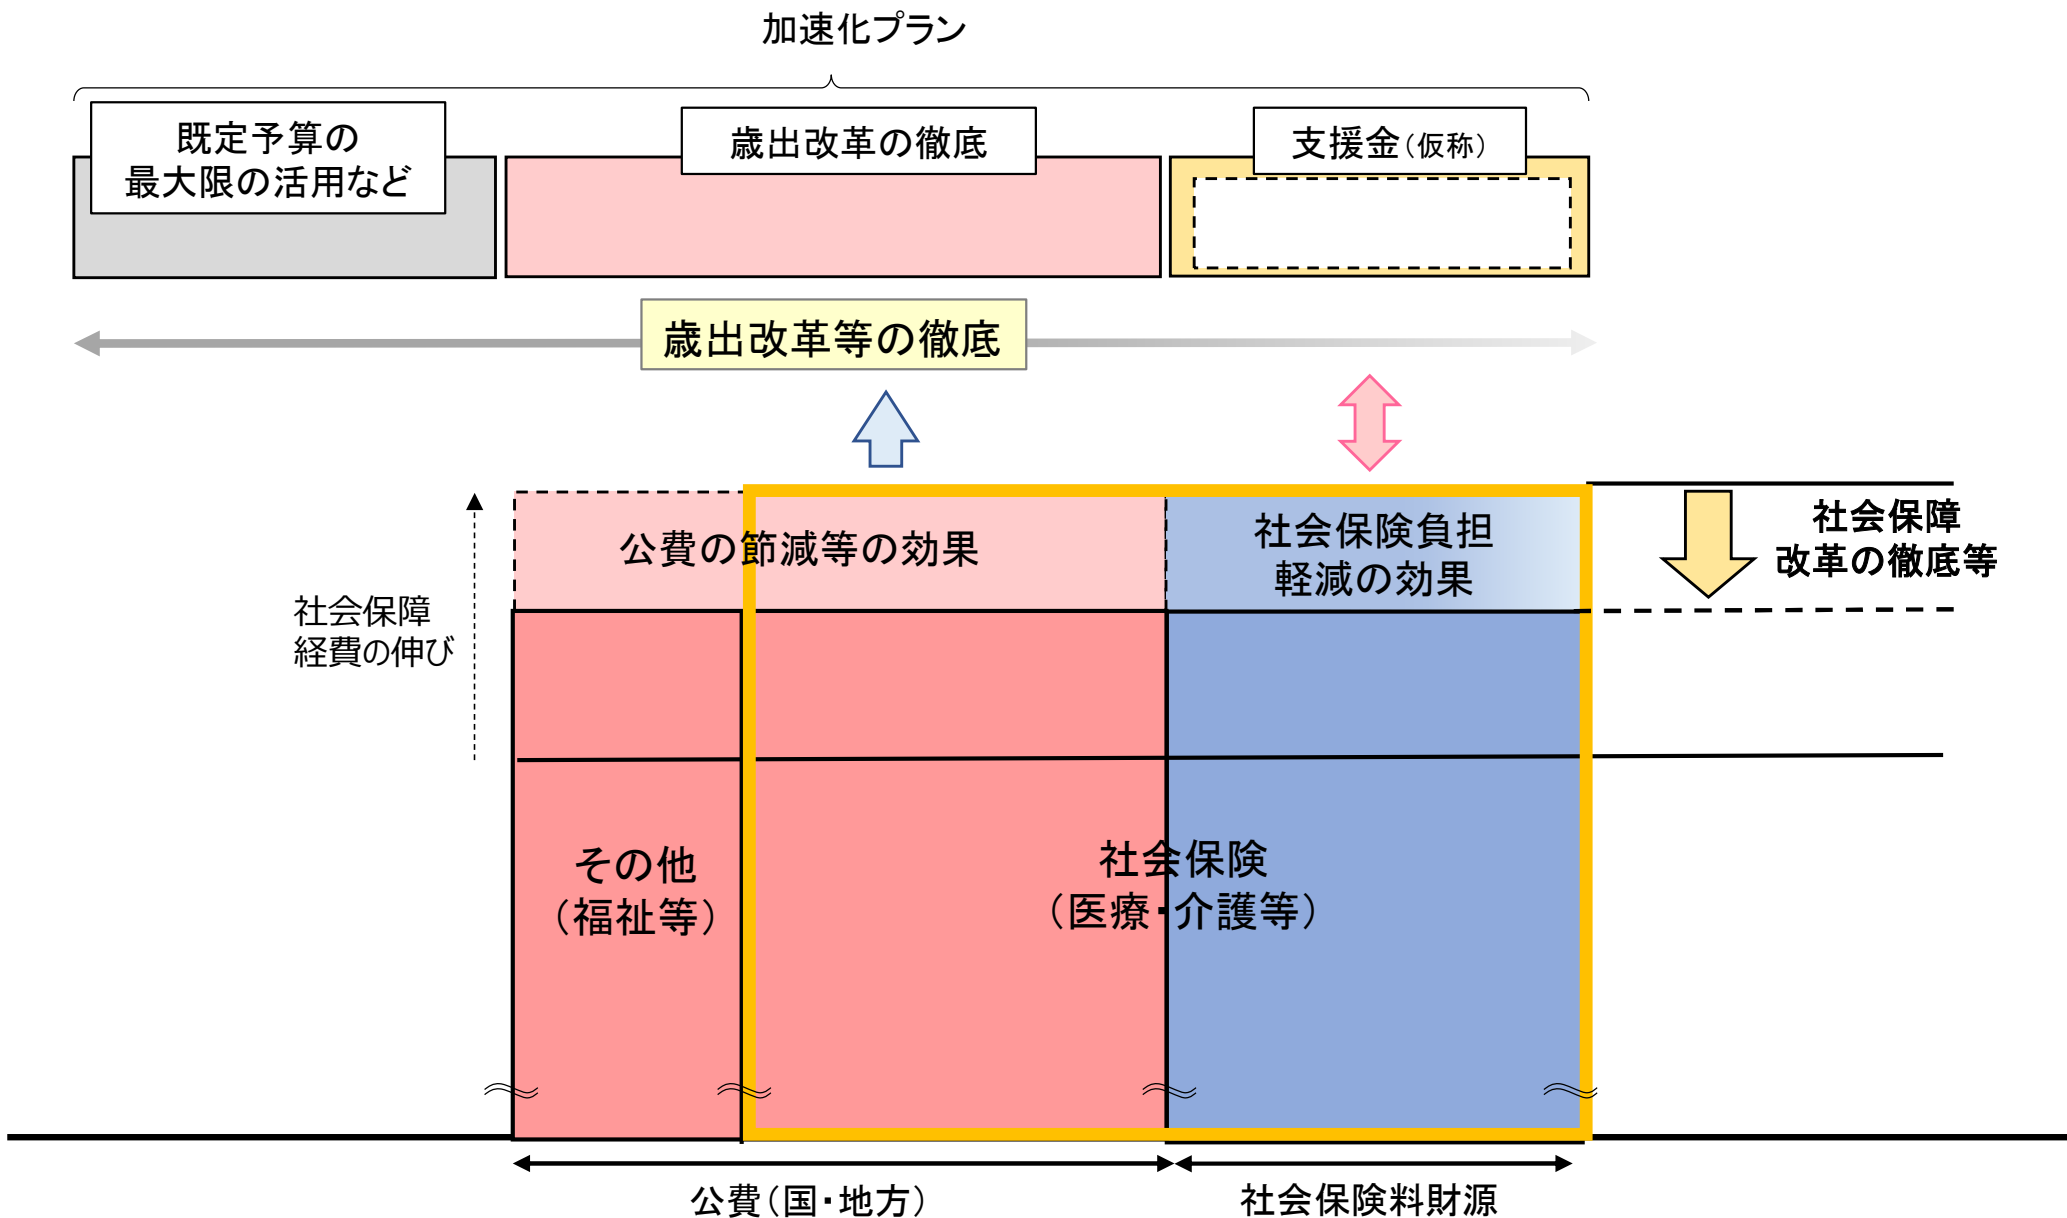 加速化プラン
既定予算の
最大限の活用など
歳出改革の徹底
支援金（仮称）
歳出改革等の徹底
公費の節減等の効果
社会保険負担
軽減の効果
社会保障
改革の徹底等
社会保障
経費の伸び
その他
（福祉等）
社会保険
（医療・介護等）
公費（国・地方）
社会保険料財源